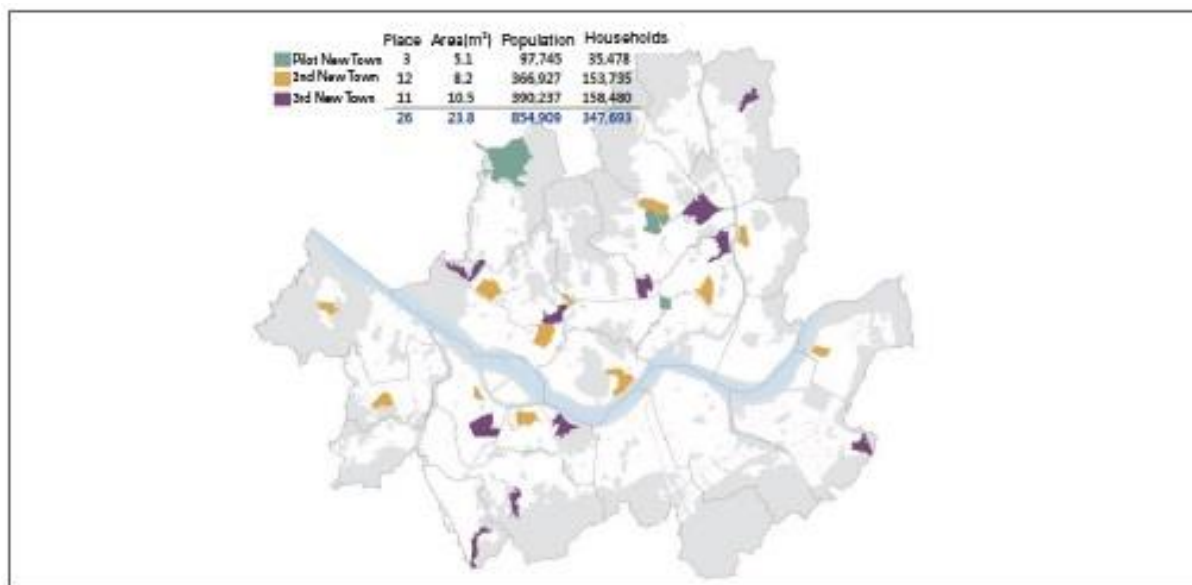 Place Area(m²) Population Households
Pilot New Town 3 5.1 97,745 35,478
2nd New Town 12 8.2 366,927 153,735
3rd New Town 11 10.5 390,237 158,480
26 23.8 854,909 347,693